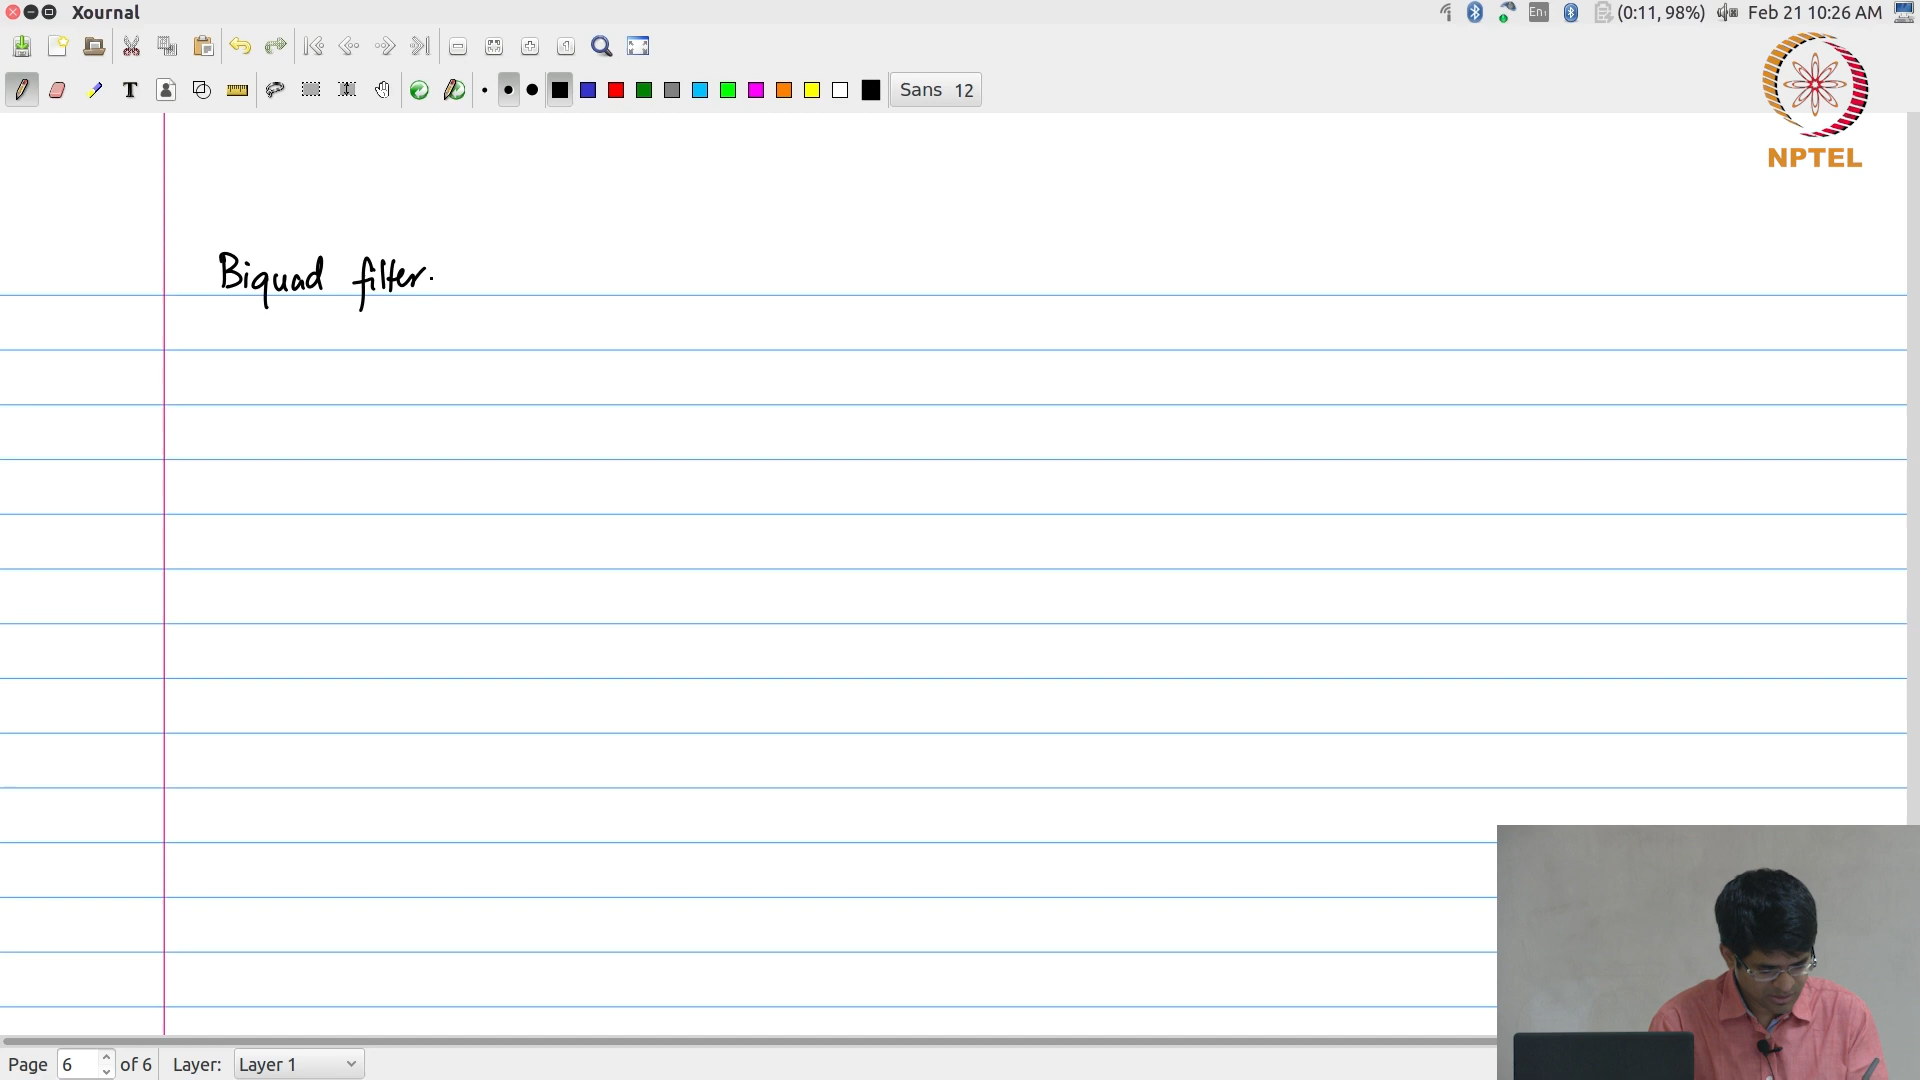 Xournal
En1
(0:11, 98%)
Feb 21 10:26 AM
Sans 12
NPTEL
Biquad filter.
Page 6 of 6 Layer: Layer 1